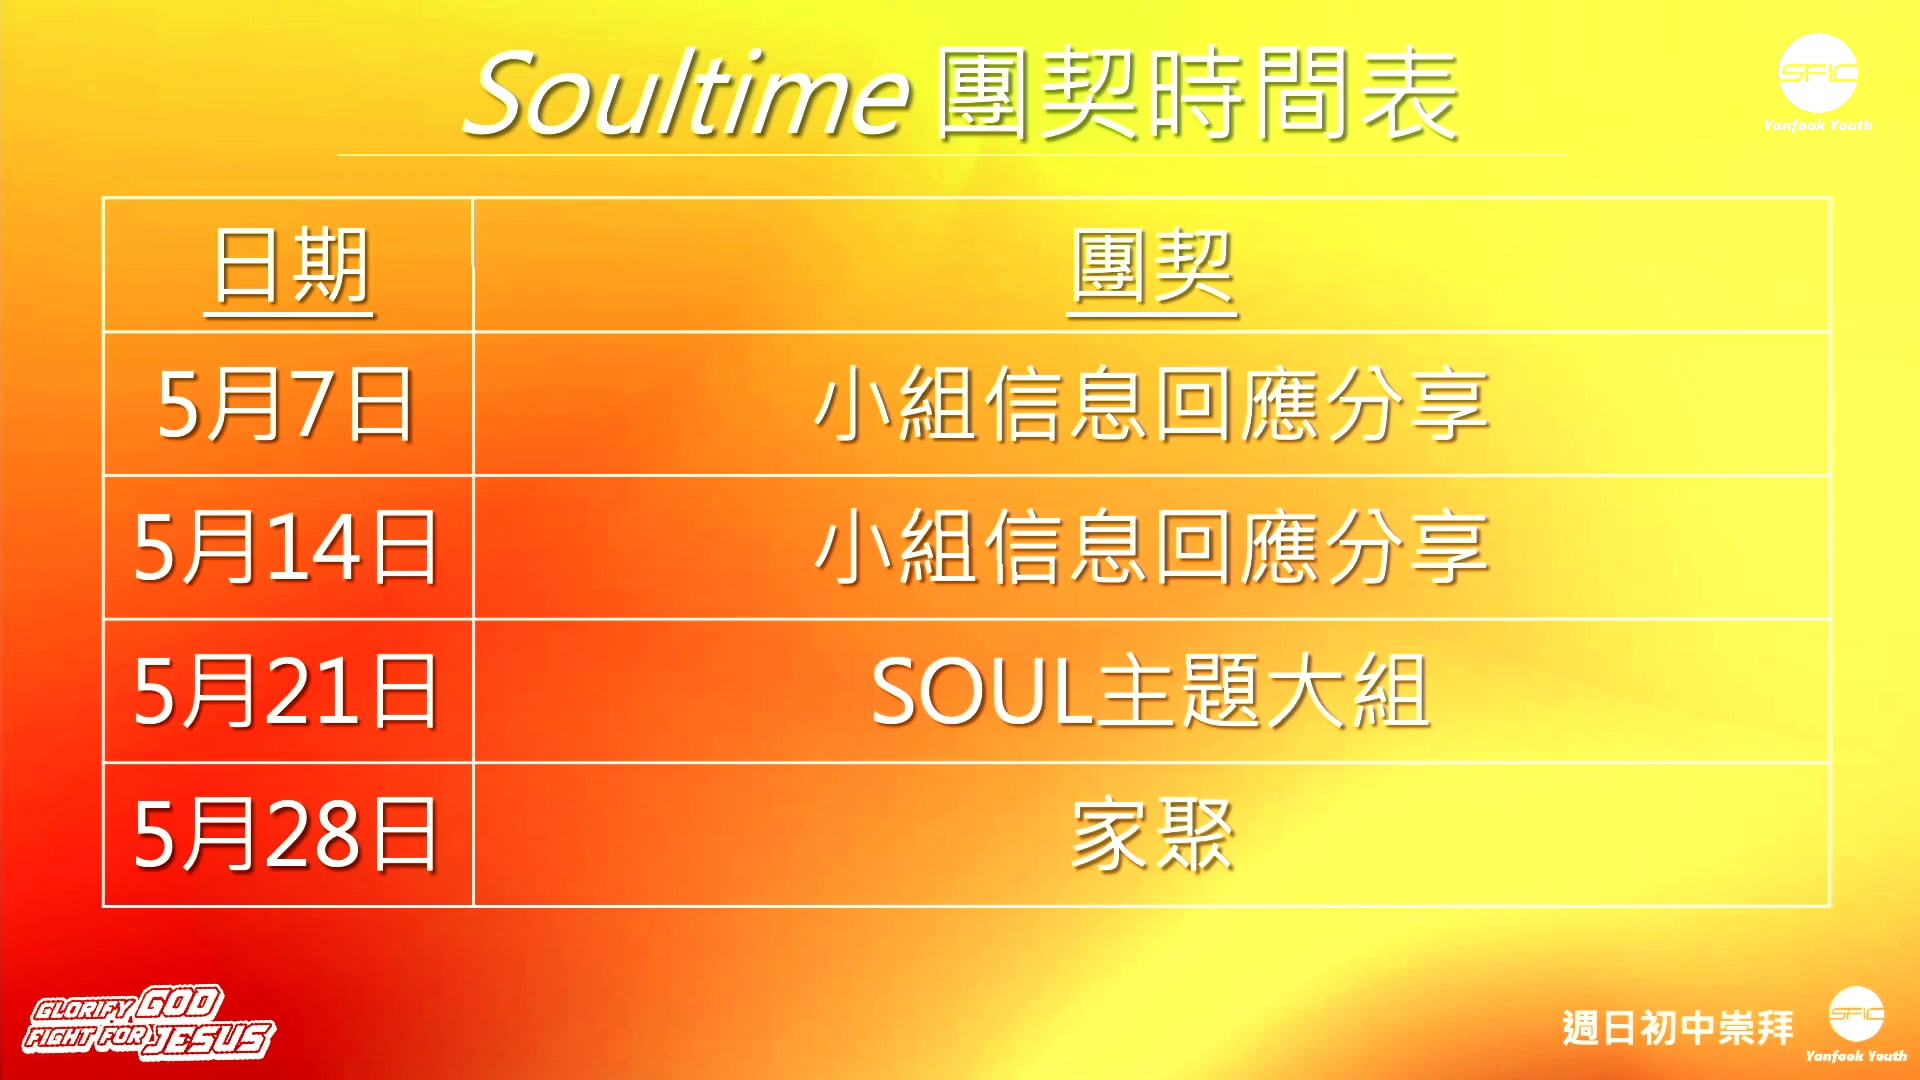 Soultime 團契時間表
SFIC
Yanfook Youth
日期 團契
5月7日 小組信息回應分享
5月14日 小組信息回應分享
5月21日 SOUL主題大組
5月28日 家聚
GLORIFY GOD
FIGHT FOR JESUS
週日初中崇拜
SFIC
Yanfook Youth